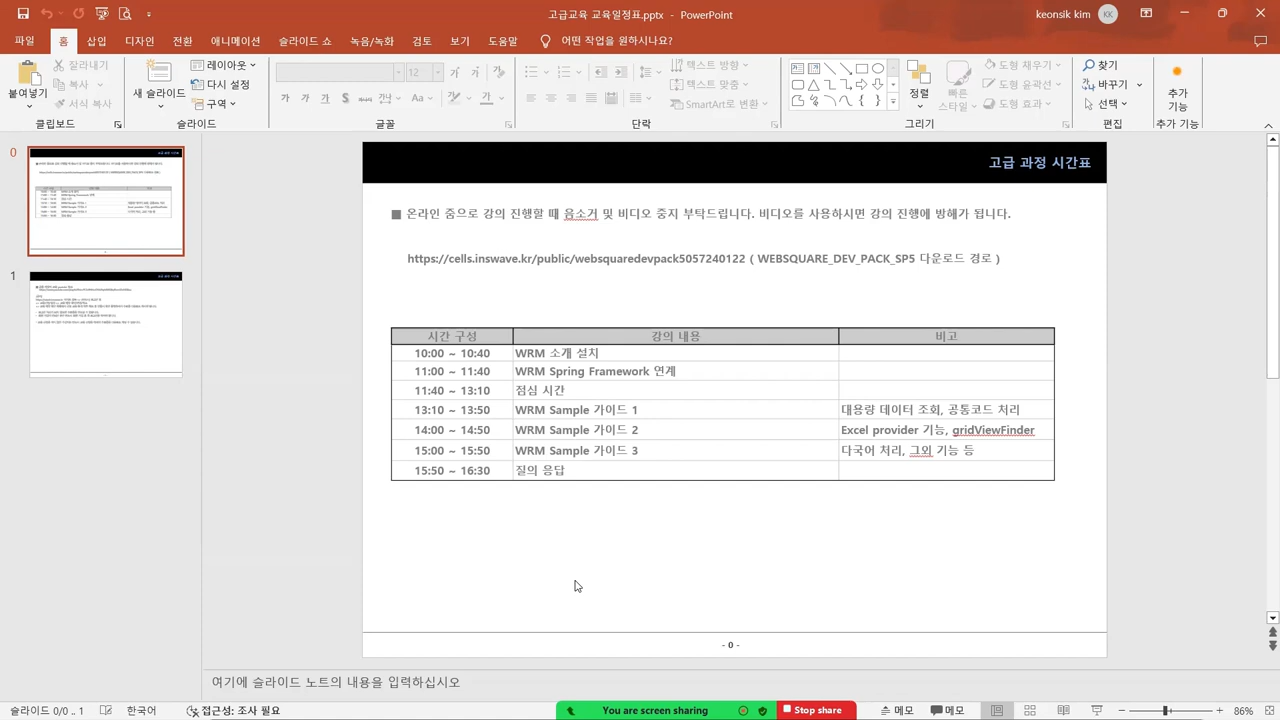 고급교육 교육일정표.pptx - PowerPoint
keonsik kim
KK
파일 홈 삽입 디자인 전환 애니메이션 슬라이드 쇼 녹음/녹화 검토 보기 도움말 어떤 작업을 원하시나요?
붙여넣기
잘라내기
복사
서식 복사
클립보드
새 슬라이드
레이아웃
다시 설정
구역
슬라이드
12
글꼴
텍스트 방향
텍스트 맞춤
SmartArt로 변환
단락
정렬
빠른 스타일
도형 채우기
도형 윤곽선
도형 효과
그리기
찾기
바꾸기
선택
편집
추가 기능
추가 기능
0
1
시간표
■ 온라인 줌으로 강의 진행할 때 음소거 및 비디오 중지 부탁드립니다. 비디오를 사용하시면 강의 진행에 방해가 됩니다.
https://cells.inswave.kr/public/websquaredevpack5057240122 ( WEBSQUARE_DEV_PACK_SP5 다운로드 경로 )
시간 구성 강의 내용 비고
10:00 ~ 10:40 WRM 소개 설치
11:00 ~ 11:40 WRM Spring Framework 연계
11:40 ~ 13:10 점심 시간
13:10 ~ 13:50 WRM Sample 가이드 1 대용량 데이터 조회, 공통코드 처리
14:00 ~ 14:50 WRM Sample 가이드 2 Excel provider 기능, gridViewFinder
15:00 ~ 15:50 WRM Sample 가이드 3 다국어 처리, 그외 기능 등
15:50 ~ 16:30 질의 응답
- 0 -
여기에 슬라이드 노트의 내용을 입력하십시오
슬라이드 0/0 .. 1 한국어 접근성: 조사 필요 You are screen sharing Stop share 메모 메모 86%